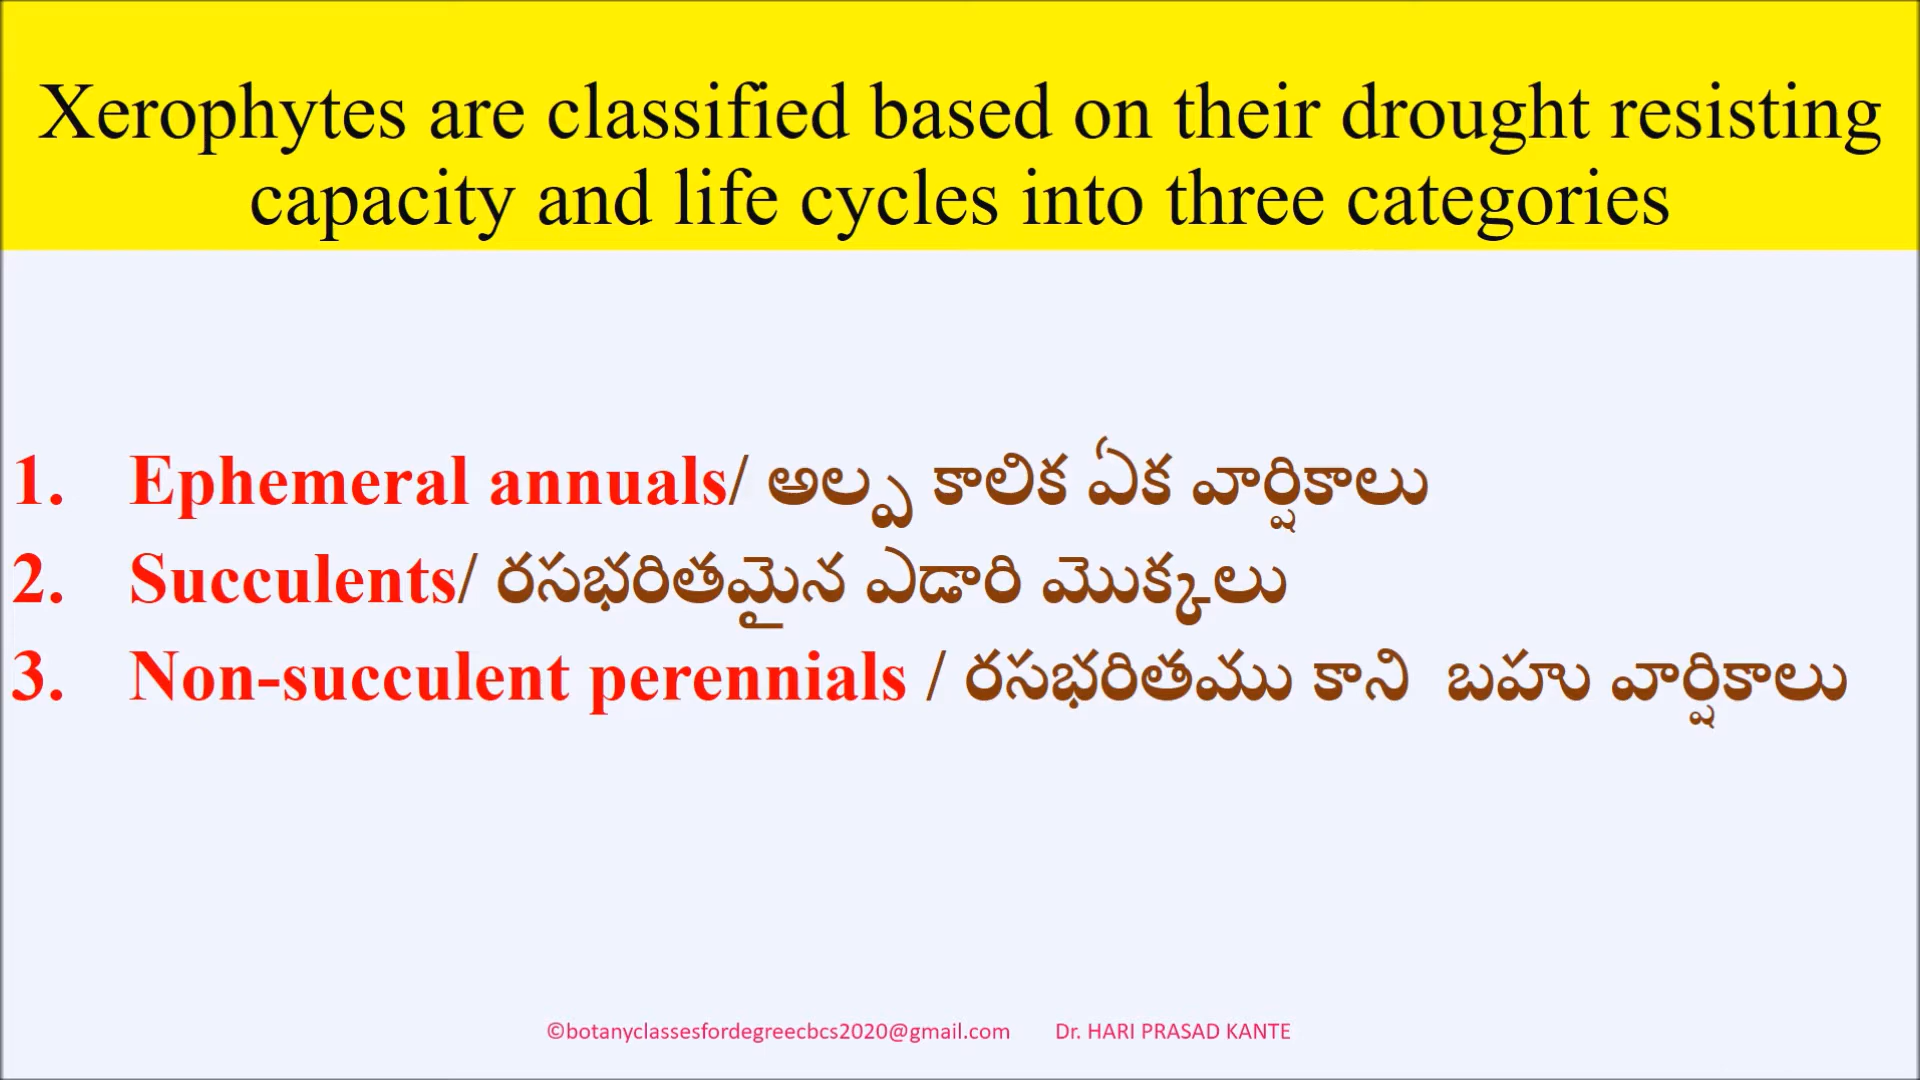 Xerophytes are classified based on their drought resisting
capacity and life cycles into three categories
1. Ephemeral annuals/ అల్ప కాలిక ఏక వార్షికాలు
2. Succulents/ రసభరితమైన ఎడారి మొక్కలు
3. Non-succulent perennials / రసభరితము కాని బహు వార్షికాలు
©botanyclassesfordegreecbcs2020@gmail.com Dr. HARI PRASAD KANTE